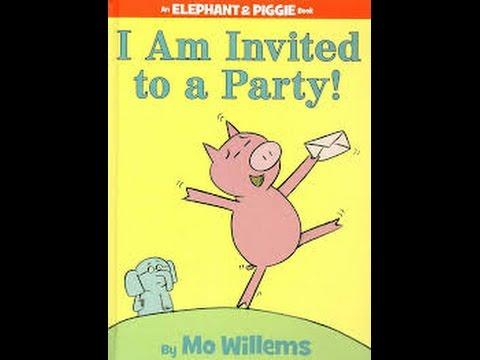 An ELEPHANT & PIGGIE Book
I Am Invited
to a Party!
By Mo Willems